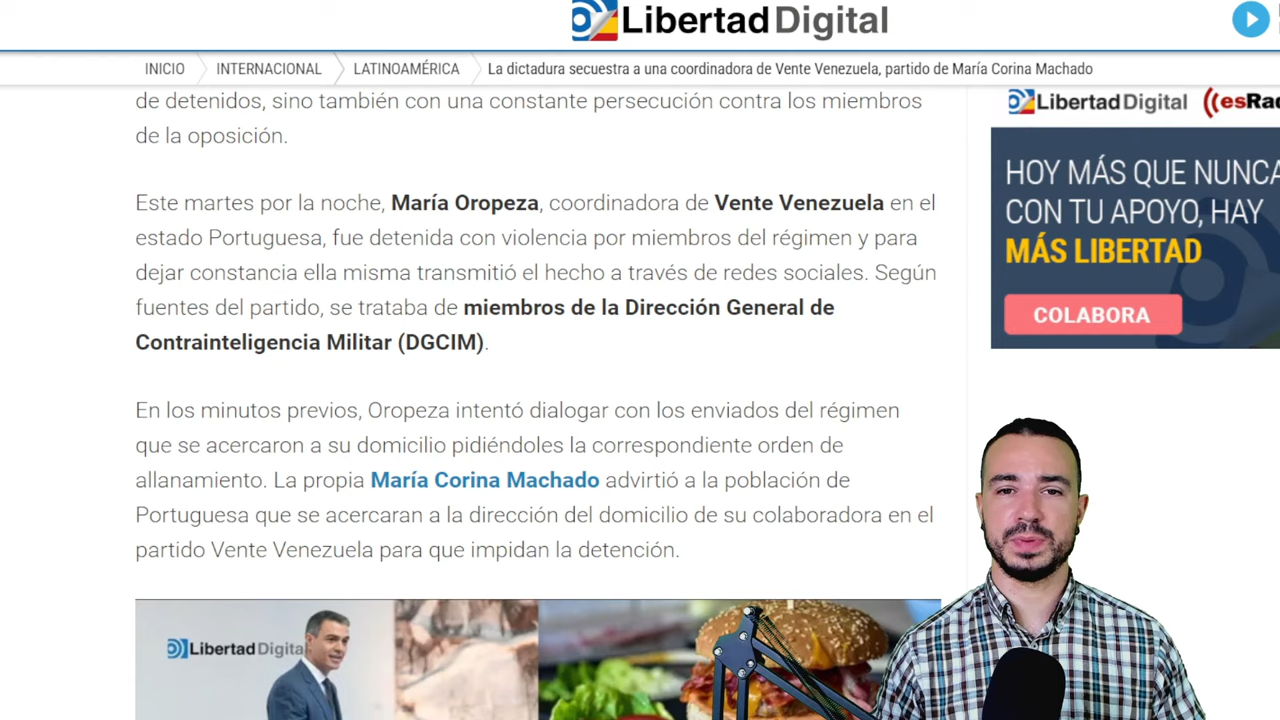 Libertad Digital
INICIO
INTERNACIONAL
LATINOAMÉRICA
La dictadura secuestra a una coordinadora de Vente Venezuela, partido de María Corina Machado
de detenidos, sino también con una constante persecución contra los miembros
de la oposición.
Este martes por la noche, María Oropeza, coordinadora de Vente Venezuela en el
estado Portuguesa, fue detenida con violencia por miembros del régimen y para
dejar constancia ella misma transmitió el hecho a través de redes sociales. Según
fuentes del partido, se trataba de miembros de la Dirección General de
Contrainteligencia Militar (DGCIM).
En los minutos previos, Oropeza intentó dialogar con los enviados del régimen
que se acercaron a su domicilio pidiéndoles la correspondiente orden de
allanamiento. La propia María Corina Machado advirtió a la población de
Portuguesa que se acercaran a la dirección del domicilio de su colaboradora en el
partido Vente Venezuela para que impidan la detención.
Libertad Digital
Libertad Digital esRa
HOY MÁS QUE NUNCA
CON TU APOYO, HAY
MÁS LIBERTAD
COLABORA